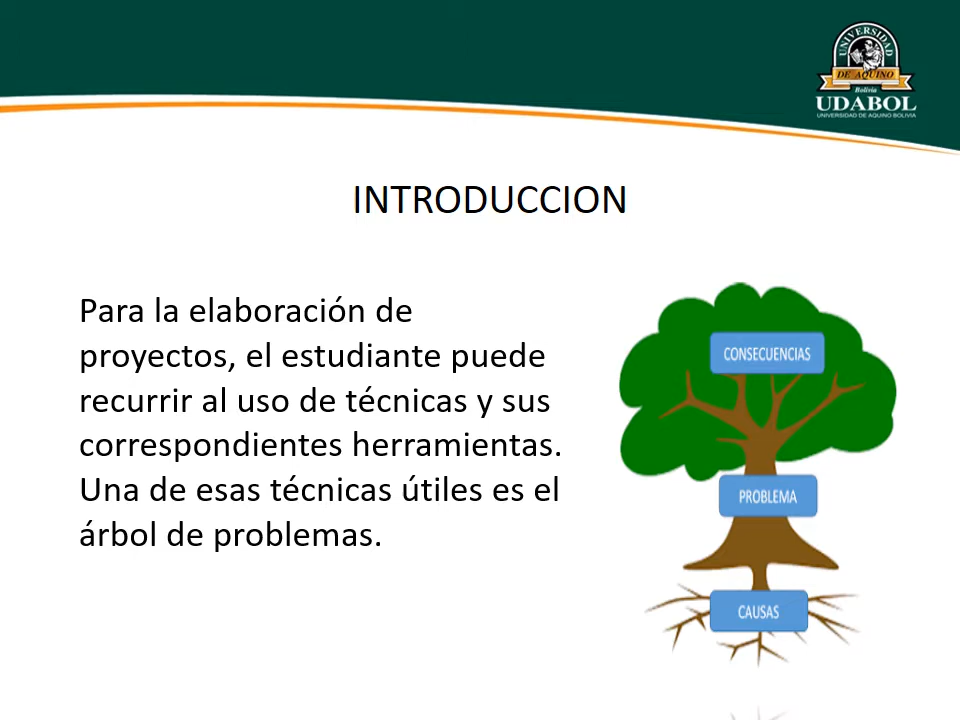 UNIVERSIDAD
DE AQUINO
Bolivia
UDABOL
UNIVERSIDAD DE AQUINO BOLIVIA
INTRODUCCION
Para la elaboración de
proyectos, el estudiante puede
recurrir al uso de técnicas y sus
correspondientes herramientas.
Una de esas técnicas útiles es el
árbol de problemas.
CONSECUENCIAS
PROBLEMA
CAUSAS